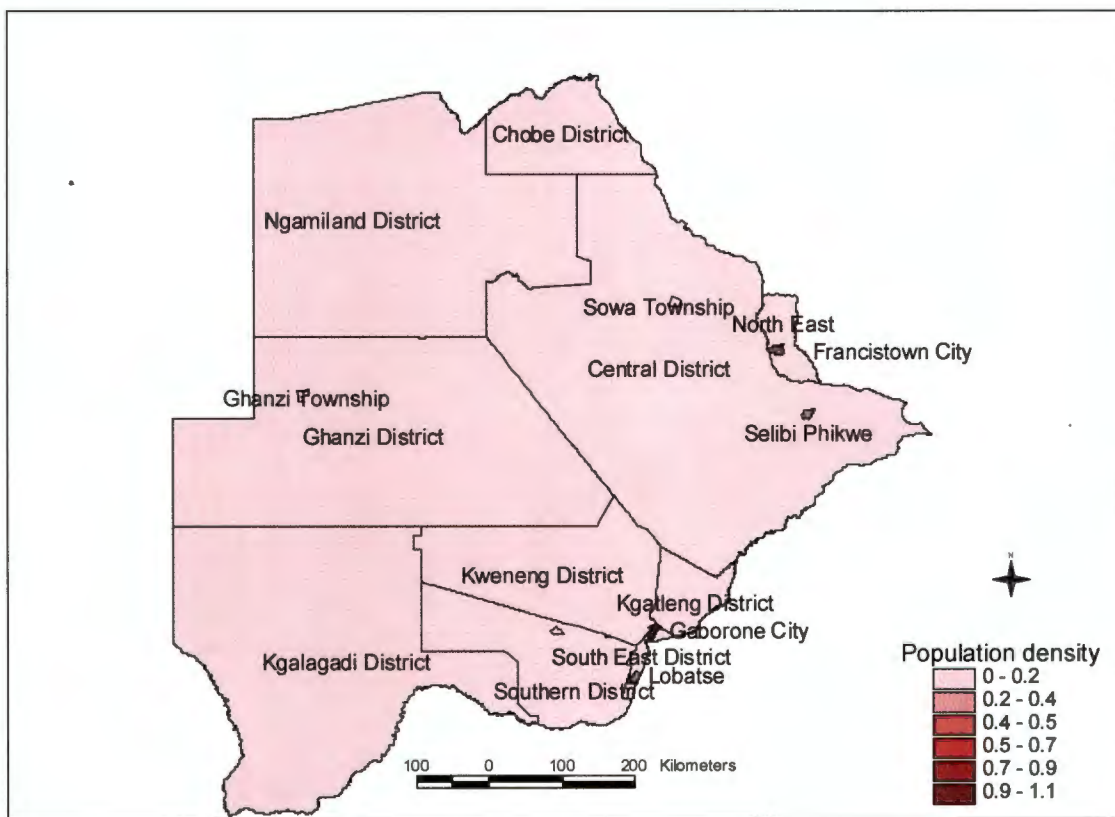 Chobe District
Ngamiland District
Sowa Township
North East
Francistown City
Central District
Ghanzi Township
Ghanzi District
Selibi Phikwe
Kweneng District
Kgatleng District
Gaborone City
South East District
Kgalagadi District
Lobatse
Southern District
N
Population density
0 - 0.2
0.2 - 0.4
0.4 - 0.5
0.5 - 0.7
0.7 - 0.9
0.9 - 1.1
100 0 100 200 Kilometers